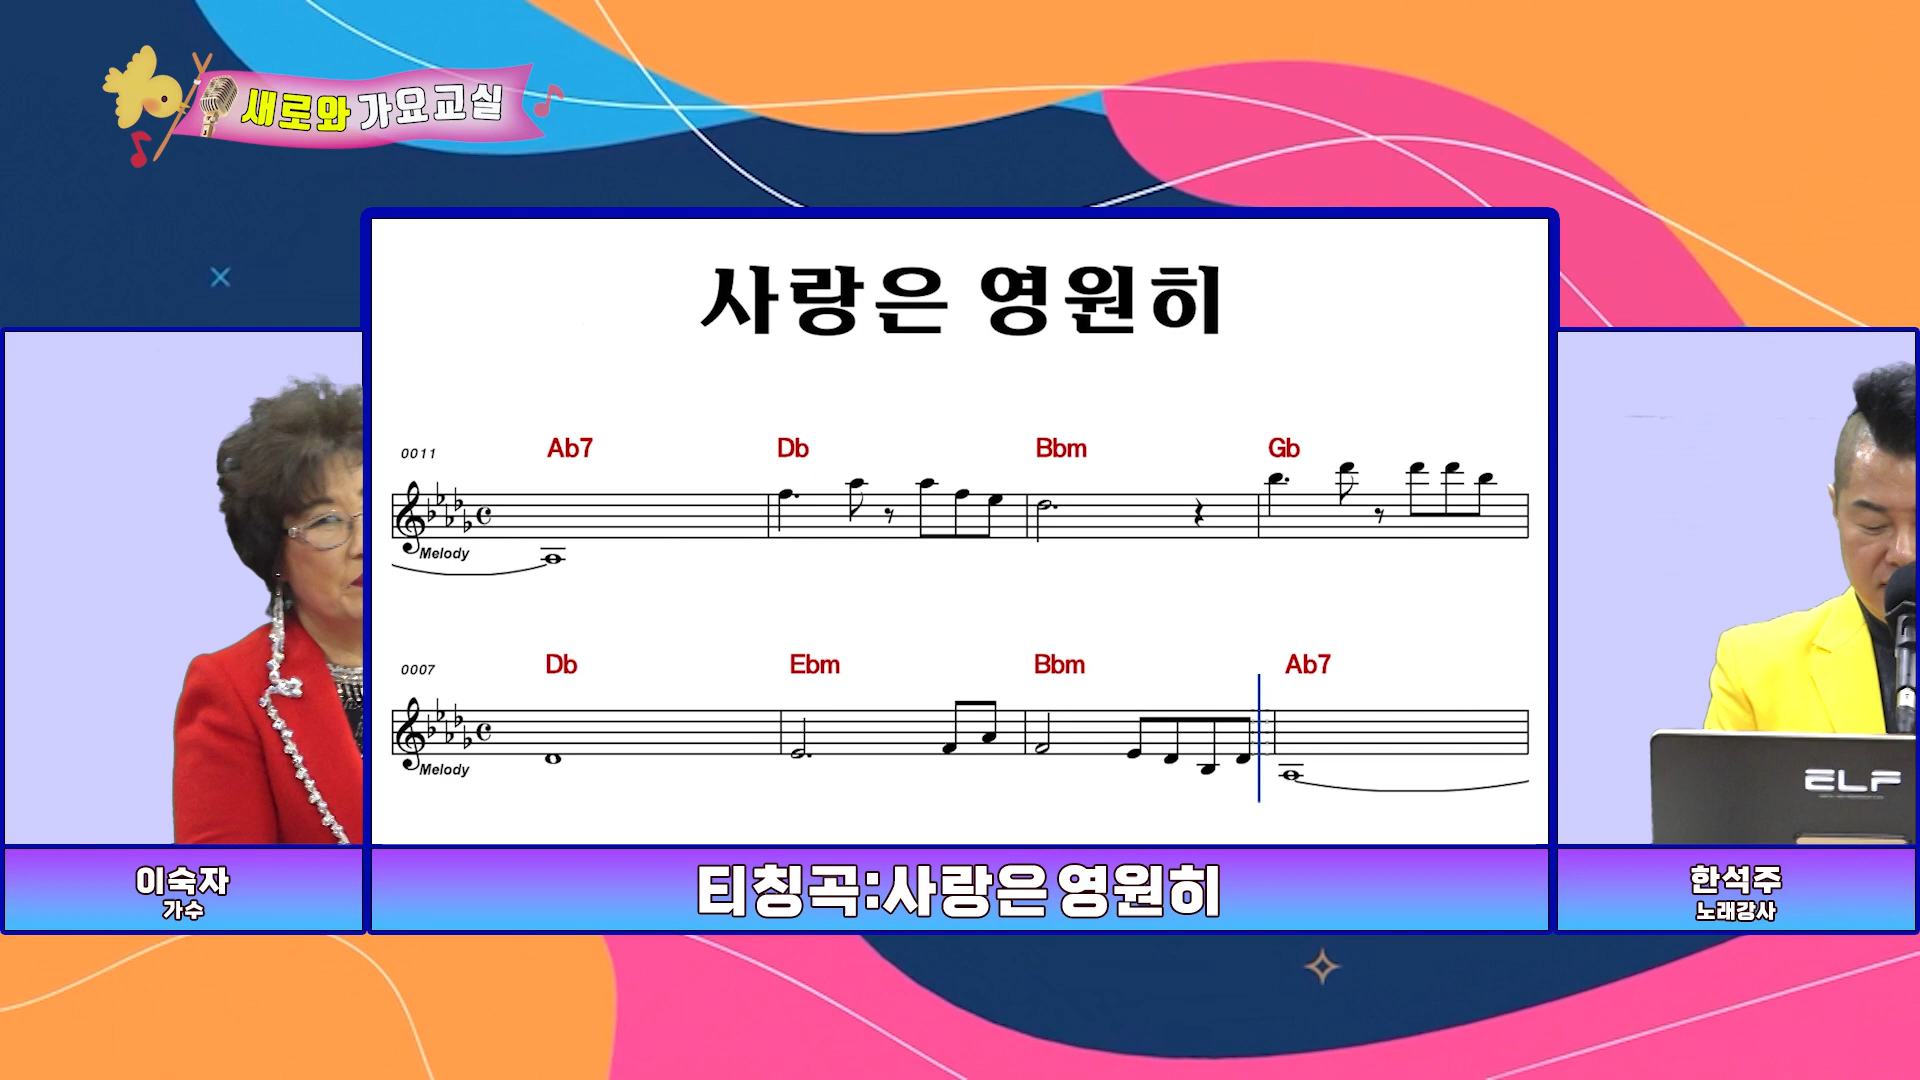 새로와 가요교실
사랑은 영원히
0011 Ab7 Db Bbm Gb
Melody
0007 Db Ebm Bbm Ab7
Melody
ELF
이숙자
가수
티칭곡:사랑은 영원히
한석주
노래강사